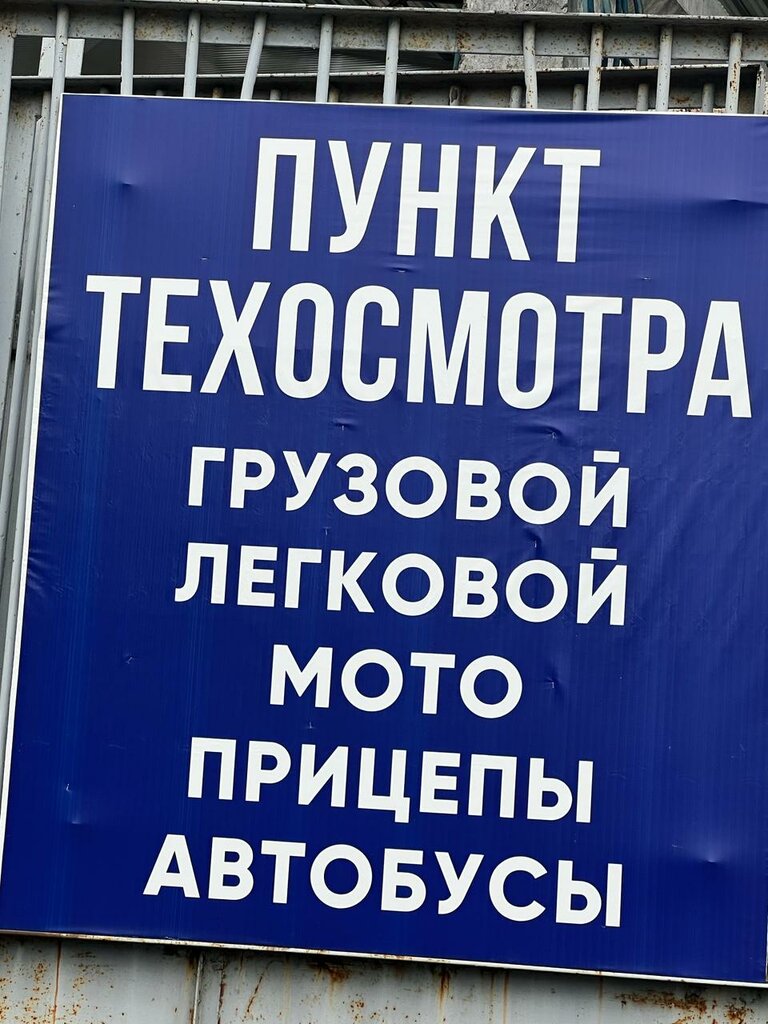 ПУНКТ
ТЕХОСМОТРА
ГРУЗОВОЙ
ЛЕГКОВОЙ
МОТО
ПРИЦЕПЫ
АВТОБУСЫ